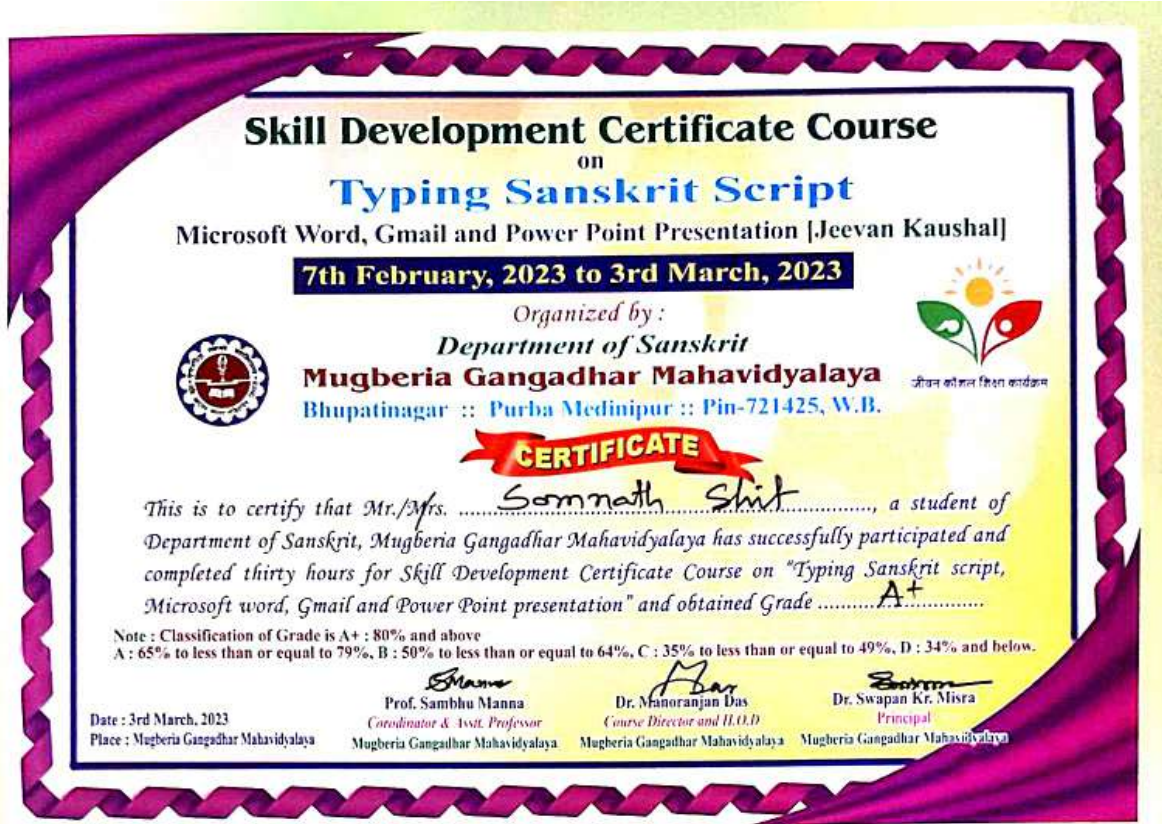 Skill Development Certificate Course
on
Typing Sanskrit Script
Microsoft Word, Gmail and Power Point Presentation [Jeevan Kaushal]
7th February, 2023 to 3rd March, 2023
Organized by :
Department of Sanskrit
Mugberia Gangadhar Mahavidyalaya
जीवन कौशल शिक्षा कार्यक्रम
Bhupatinagar :: Purba Medinipur :: Pin-721425, W.B.
CERTIFICATE
This is to certify that Mr./Mrs. Somnath Shit, a student of
Department of Sanskrit, Mugberia Gangadhar Mahavidyalaya has successfully participated and
completed thirty hours for Skill Development Certificate Course on "Typing Sanskrit script,
Microsoft word, Gmail and Power Point presentation" and obtained Grade A+
Note : Classification of Grade is A+ : 80% and above
A : 65% to less than or equal to 79%, B : 50% to less than or equal to 64%, C : 35% to less than or equal to 49%, D : 34% and below.
Prof. Sambhu Manna
Corodinator & Asstt. Professor
Mugberia Gangadhar Mahavidyalaya
Dr. Manoranjan Das
Course Director and H.O.D
Mugberia Gangadhar Mahavidyalaya
Dr. Swapan Kr. Misra
Principal
Mugberia Gangadhar Mahavidyalaya
Date : 3rd March, 2023
Place : Mugberia Gangadhar Mahavidyalaya